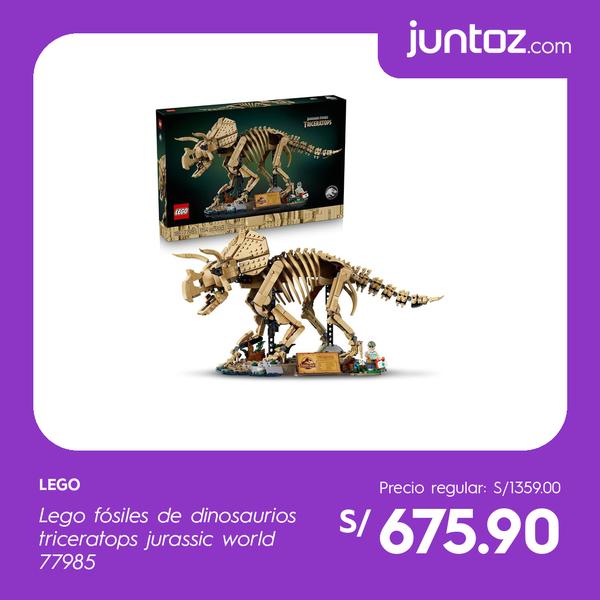 juntoz.com
TRICERATOPS
LEGO
LEGO
Lego fósiles de dinosaurios
triceratops jurassic world
77985
Precio regular: S/1359.00
S/ 675.90